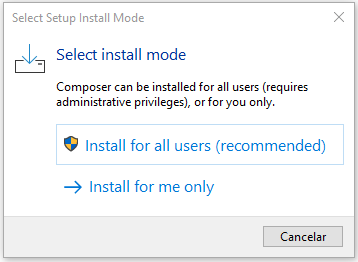 Select Setup Install Mode
Select install mode
Composer can be installed for all users (requires
administrative privileges), or for you only.
Install for all users (recommended)
Install for me only
Cancelar